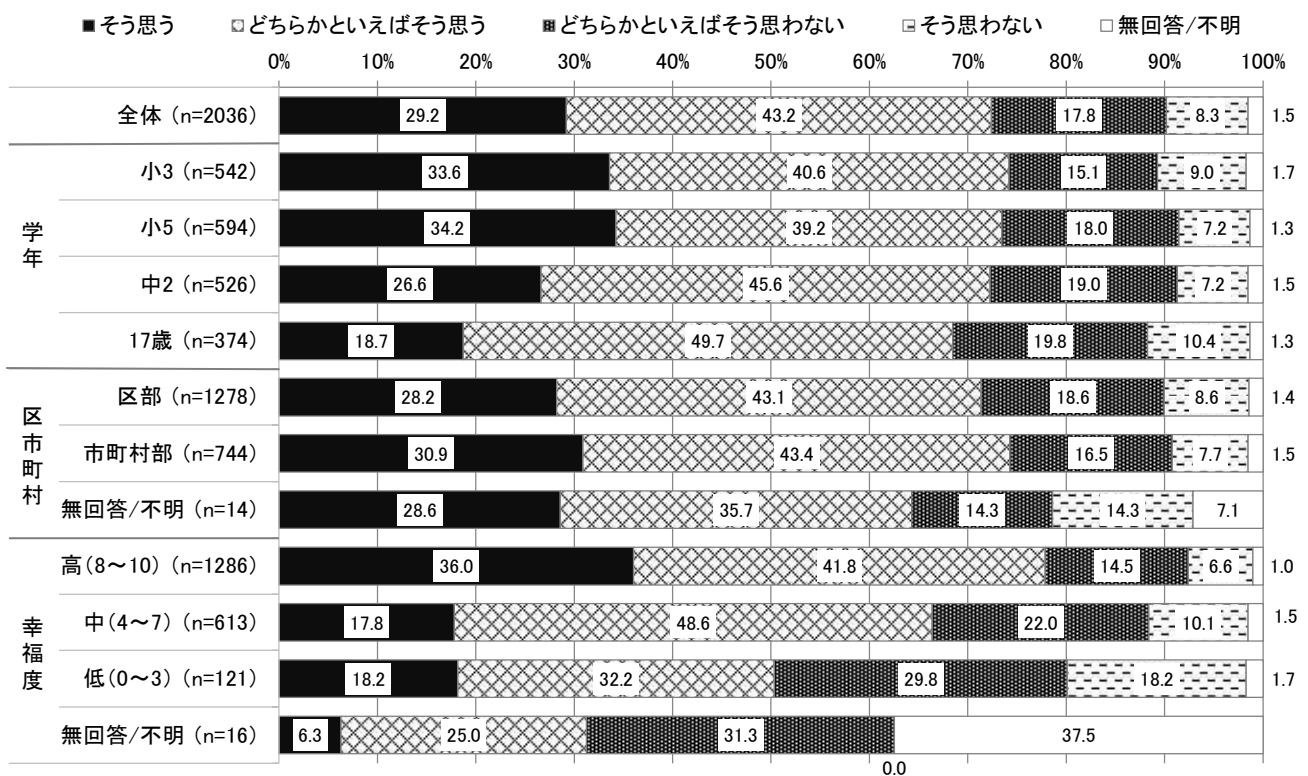 ■そう思う □どちらかといえばそう思う ■どちらかといえばそう思わない □そう思わない □無回答/不明
0% 10% 20% 30% 40% 50% 60% 70% 80% 90% 100%
全体 (n=2036) 29.2 43.2 17.8 8.3 1.5
学年
小3 (n=542) 33.6 40.6 15.1 9.0 1.7
小5 (n=594) 34.2 39.2 18.0 7.2 1.3
中2 (n=526) 26.6 45.6 19.0 7.2 1.5
17歳 (n=374) 18.7 49.7 19.8 10.4 1.3
区市町村
区部 (n=1278) 28.2 43.1 18.6 8.6 1.4
市町村部 (n=744) 30.9 43.4 16.5 7.7 1.5
無回答/不明 (n=14) 28.6 35.7 14.3 14.3 7.1
幸福度
高(8～10) (n=1286) 36.0 41.8 14.5 6.6 1.0
中(4～7) (n=613) 17.8 48.6 22.0 10.1 1.5
低(0～3) (n=121) 18.2 32.2 29.8 18.2 1.7
無回答/不明 (n=16) 6.3 25.0 31.3 37.5
0.0